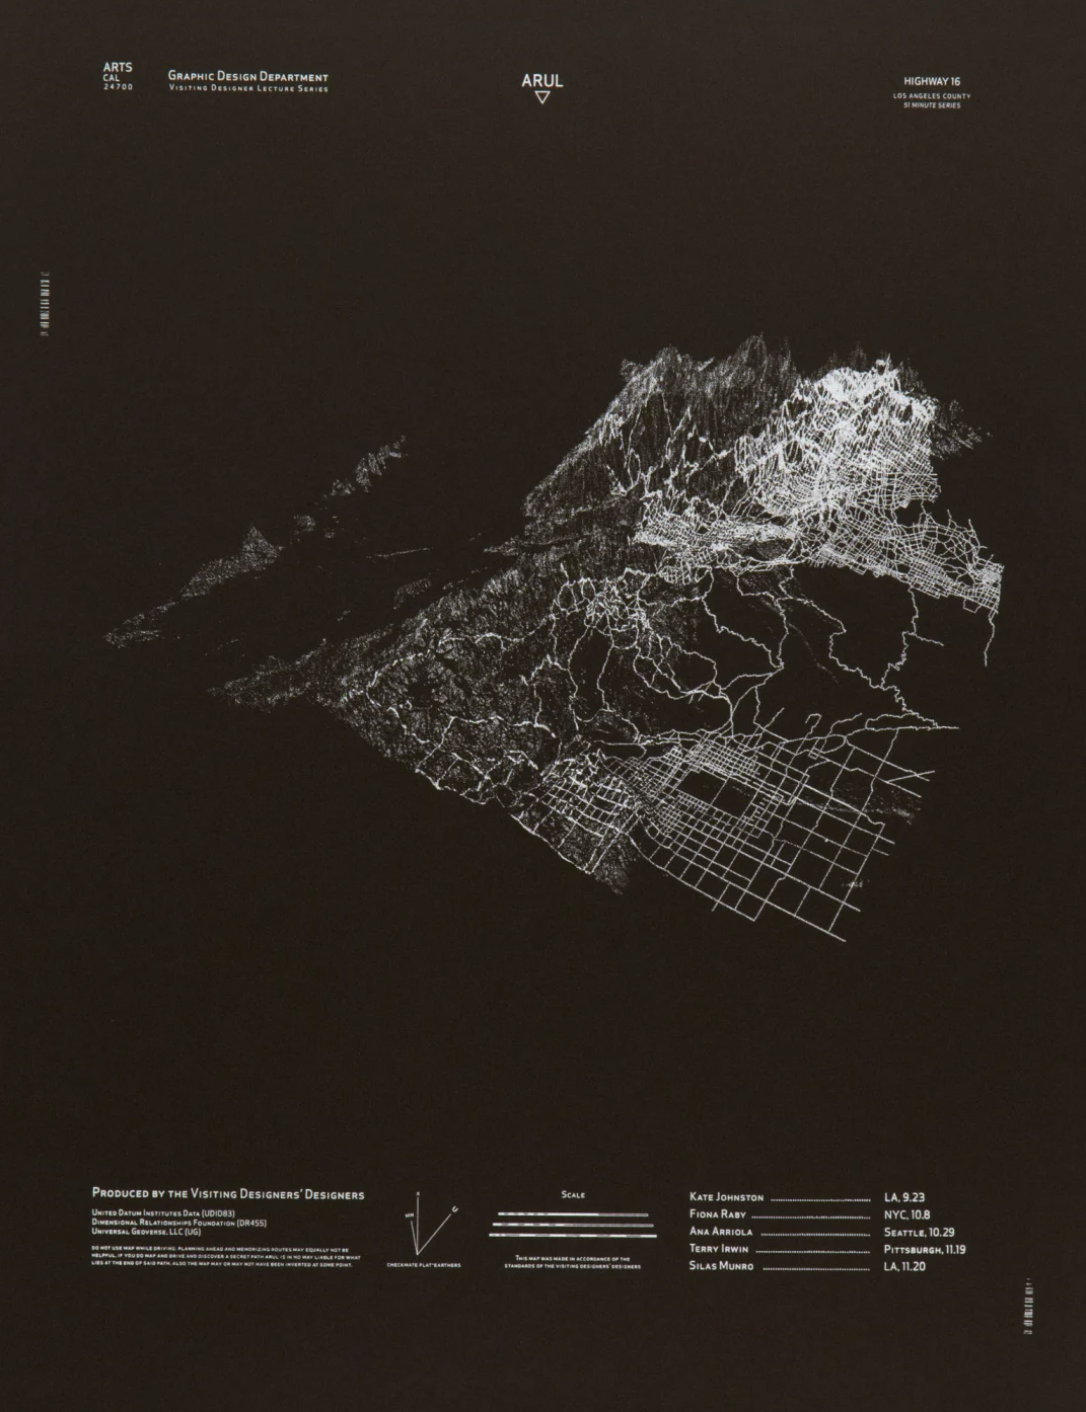 ARTS
CAL
24700
GRAPHIC DESIGN DEPARTMENT
VISITING DESIGNER LECTURE SERIES
ARUL
HIGHWAY 16
LOS ANGELES COUNTY
51 MINUTE SERIES
PRODUCED BY THE VISITING DESIGNERS' DESIGNERS
UNITED DATUM INSTITUTES DATA (UDID83)
DIMENSIONAL RELATIONSHIPS FOUNDATION (DR455)
UNIVERSAL GEOVERSE, LLC (UG)
DO NOT USE MAP WHILE DRIVING. PLANNING AHEAD AND MEMORIZING ROUTES MAY EQUALLY NOT BE
HELPFUL. IF YOU DO MAP AND DRIVE AND DISCOVER A SECRET PATH ARUL IS IN NO WAY LIABLE FOR WHAT
LIES AT THE END OF SAID PATH. ALSO THE MAP MAY OR MAY NOT HAVE BEEN INVERTED AT SOME POINT.
CHECKMATE FLAT*EARTHERS
SCALE
THIS MAP WAS MADE IN ACCORDANCE OF THE
STANDARDS OF THE VISITING DESIGNERS' DESIGNERS
KATE JOHNSTON LA, 9.23
FIONA RABY NYC, 10.8
ANA ARRIOLA SEATTLE, 10.29
TERRY IRWIN PITTSBURGH, 11.19
SILAS MUNRO LA, 11.20